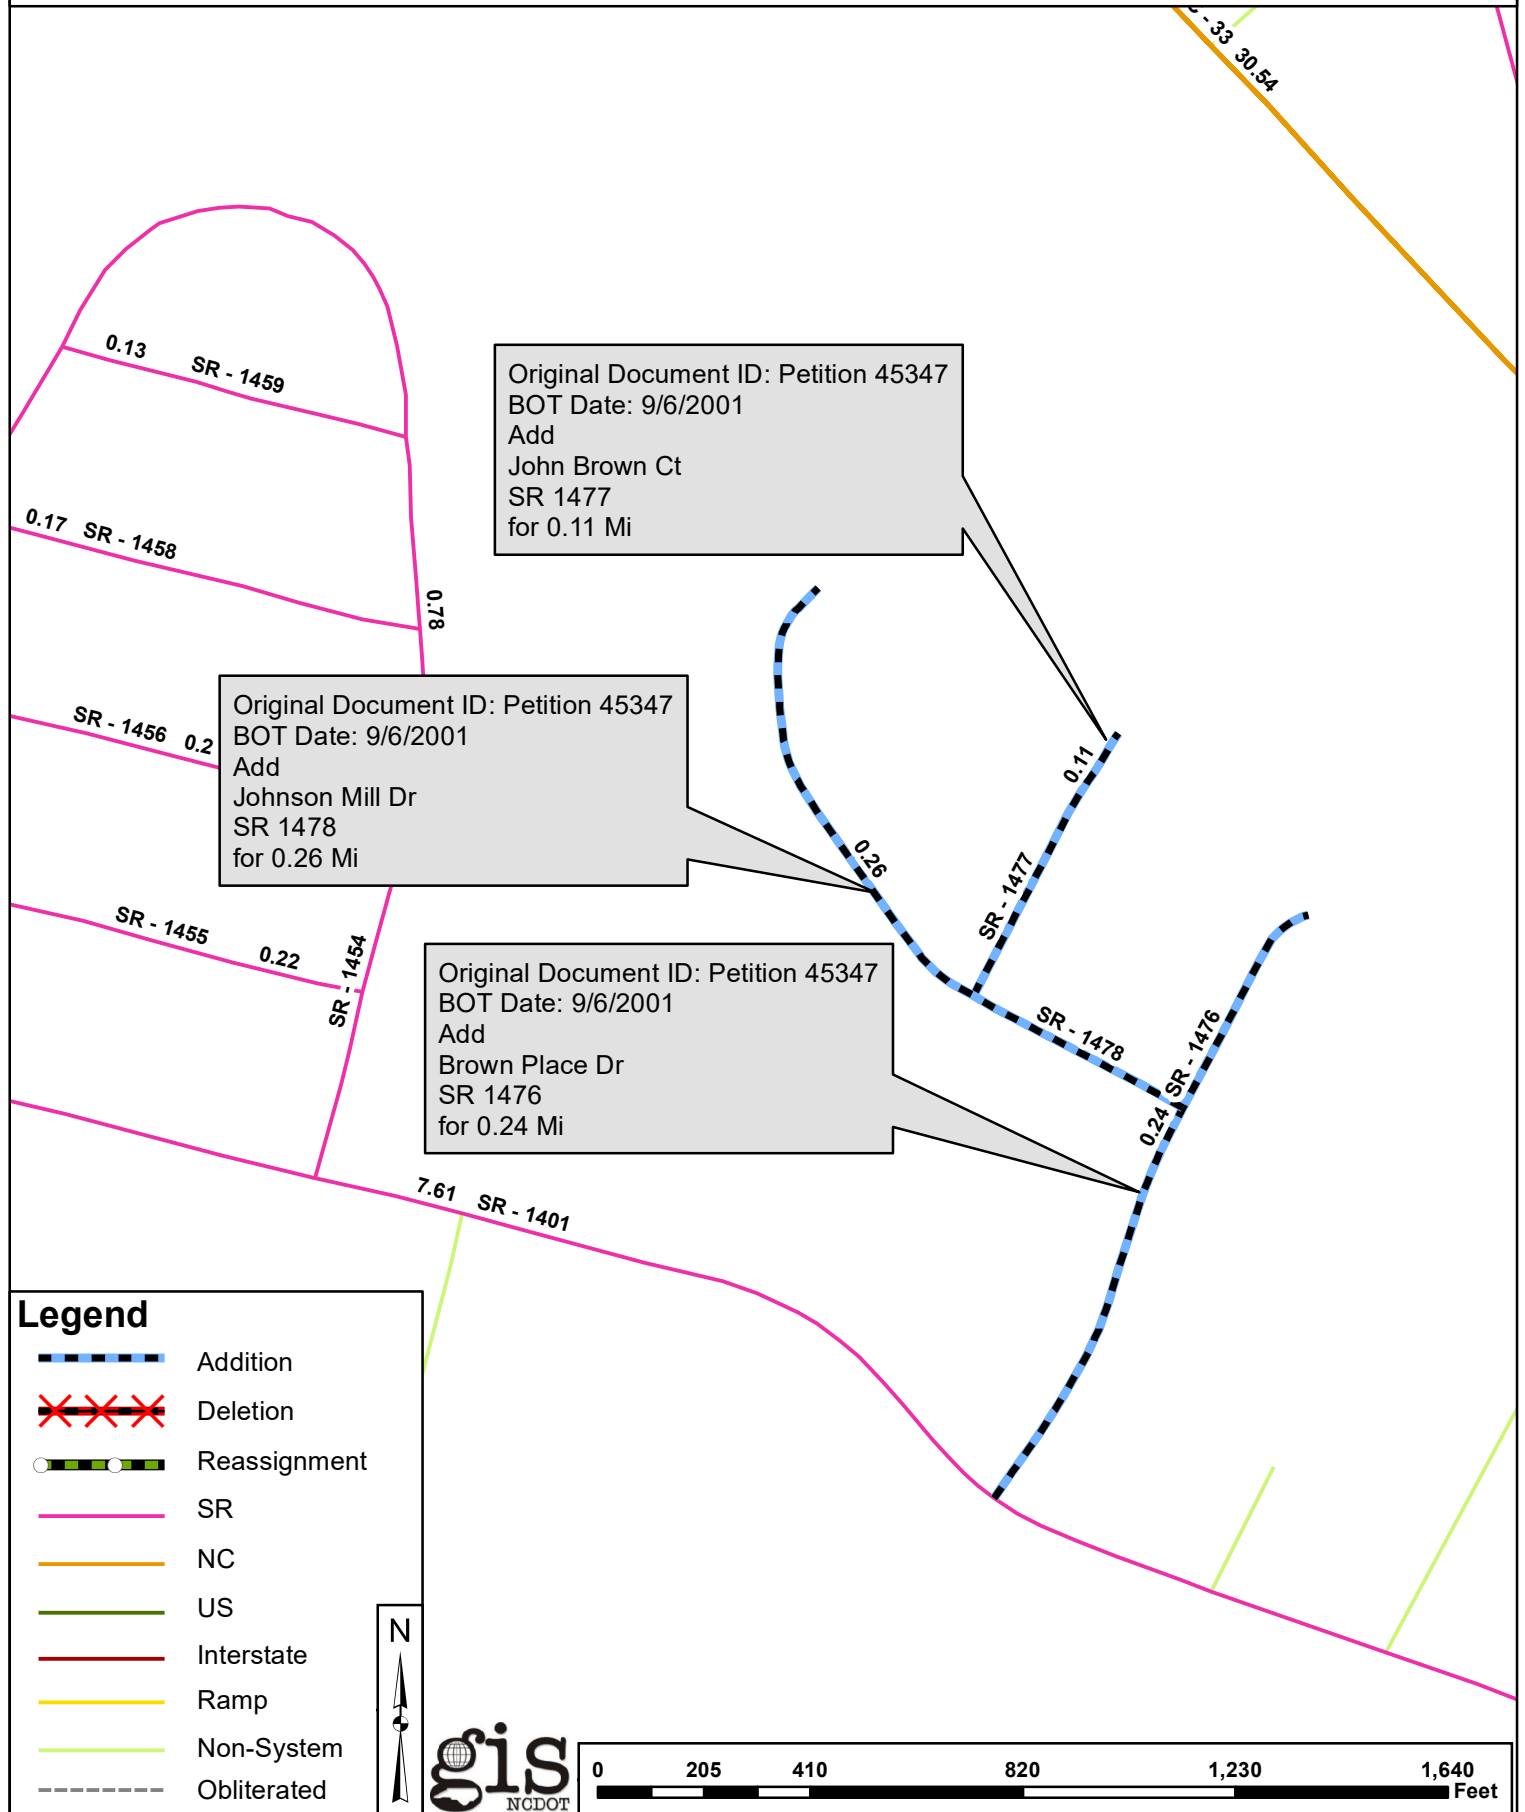 C - 33 30.54
0.13 SR - 1459
Original Document ID: Petition 45347
BOT Date: 9/6/2001
Add
John Brown Ct
SR 1477
for 0.11 Mi
0.17 SR - 1458
0.78
Original Document ID: Petition 45347
BOT Date: 9/6/2001
Add
Johnson Mill Dr
SR 1478
for 0.26 Mi
SR - 1456 0.2
0.11
0.26
SR - 1477
SR - 1455 0.22
SR - 1454
Original Document ID: Petition 45347
BOT Date: 9/6/2001
Add
Brown Place Dr
SR 1476
for 0.24 Mi
SR - 1478
SR - 1476
0.24
7.61 SR - 1401
Legend
Addition
Deletion
Reassignment
SR
NC
US
Interstate
Ramp
Non-System
Obliterated
N
gis
NCDOT
0 205 410 820 1,230 1,640
Feet